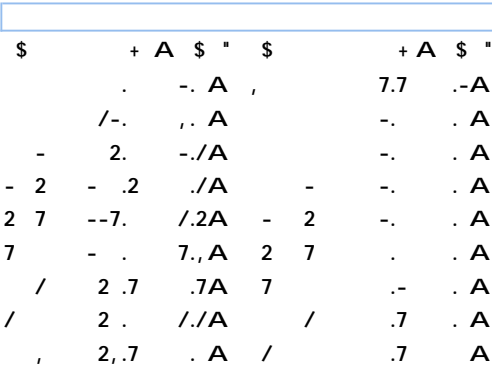 $ + A $ " $ + A $ "
. -. A , 7.7 .-A
/-. ,. A -. . A
- 2. -./A -. . A
- 2 - .2 ./A - -. . A
2 7 --7. /.2A - 2 -. . A
7 - . 7.,A 2 7 . . A
/ 2 .7 .7A 7 .- . A
/ 2 . /./A / .7 . A
, 2,.7 . A / .7 A